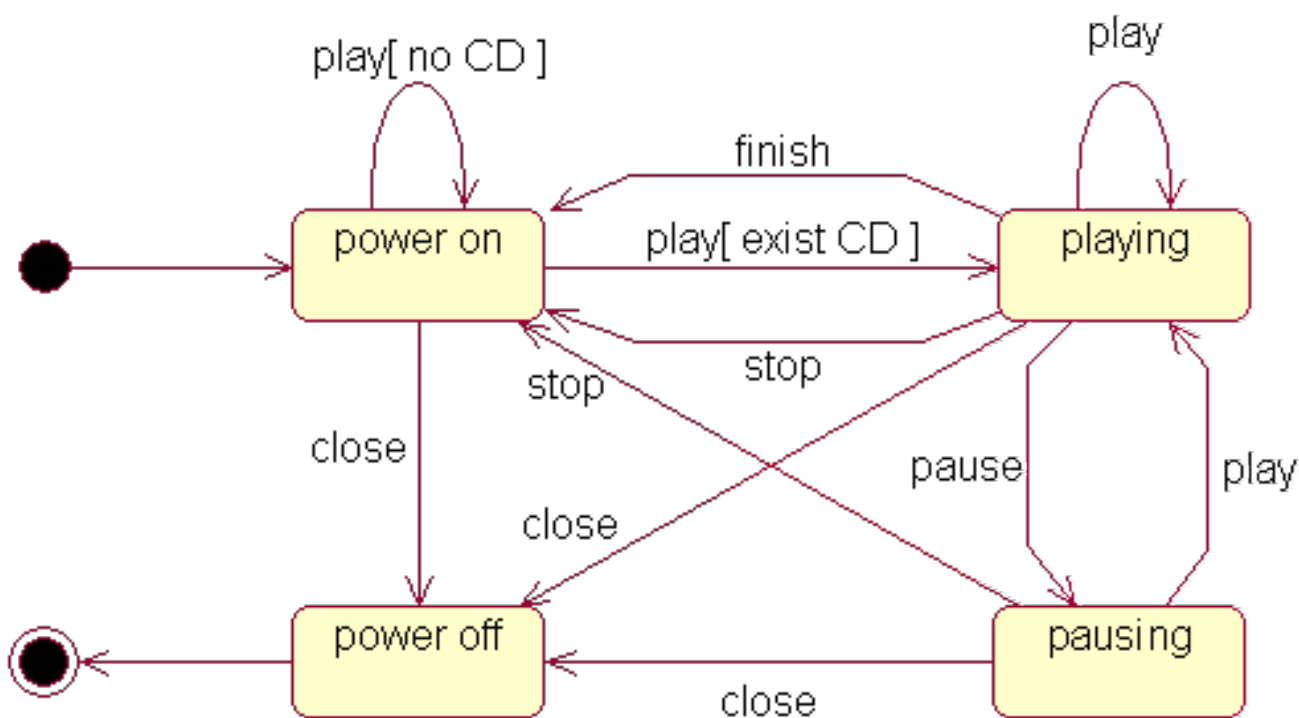 play
play[ no CD ]
finish
power on
play[ exist CD ]
playing
stop
stop
close
pause
play
close
power off
pausing
close